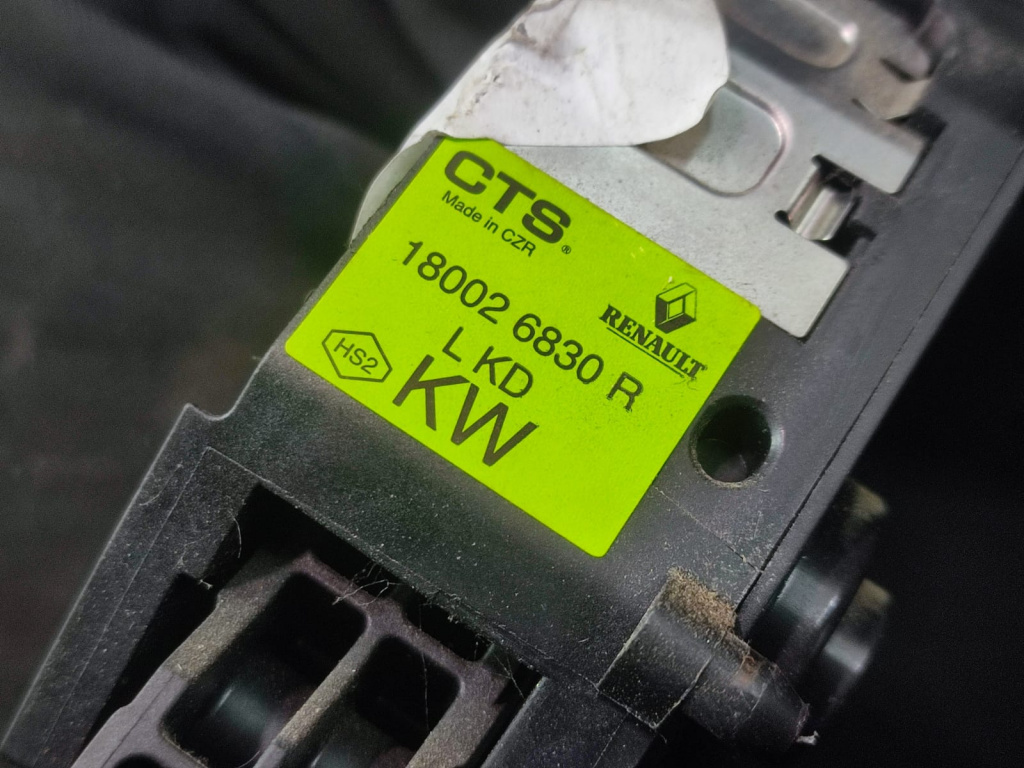 CTS®
Made in CZR
18002 6830 R
RENAULT
L KD
HS2
KW